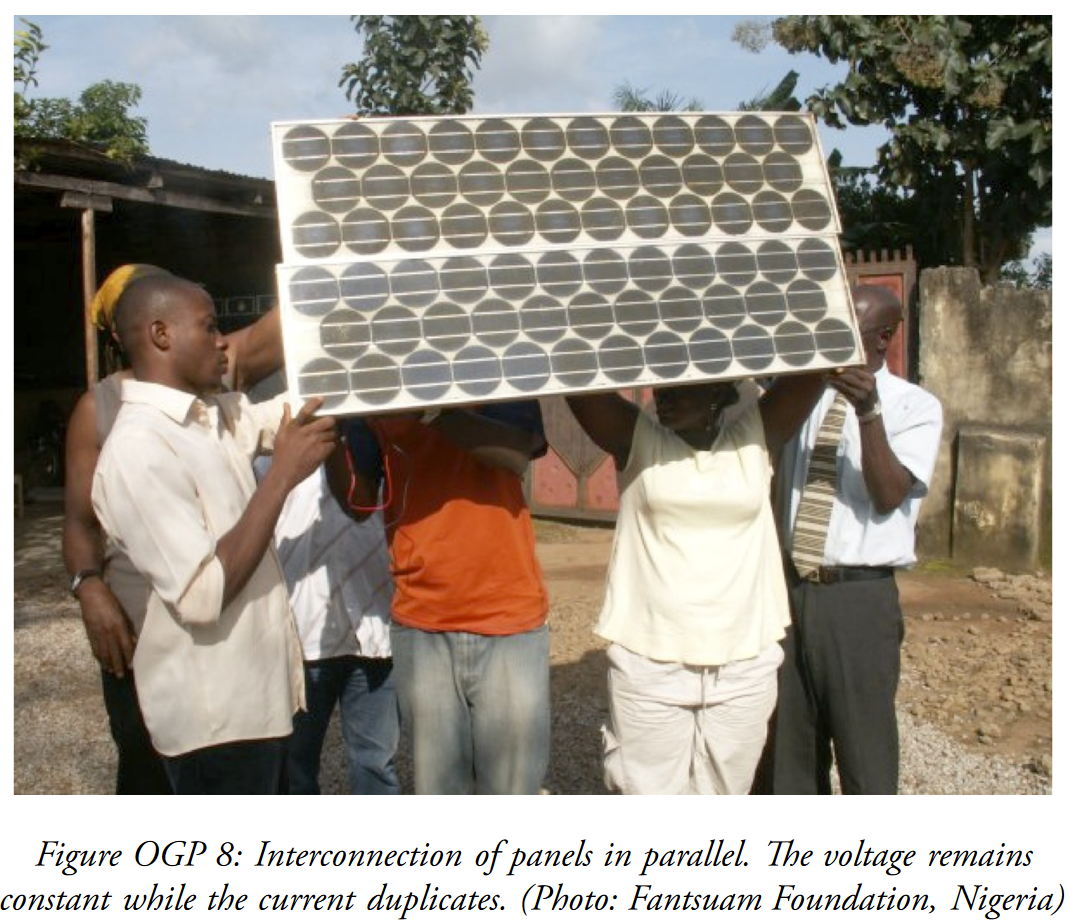 Figure OGP 8: Interconnection of panels in parallel. The voltage remains
constant while the current duplicates. (Photo: Fantsuam Foundation, Nigeria)